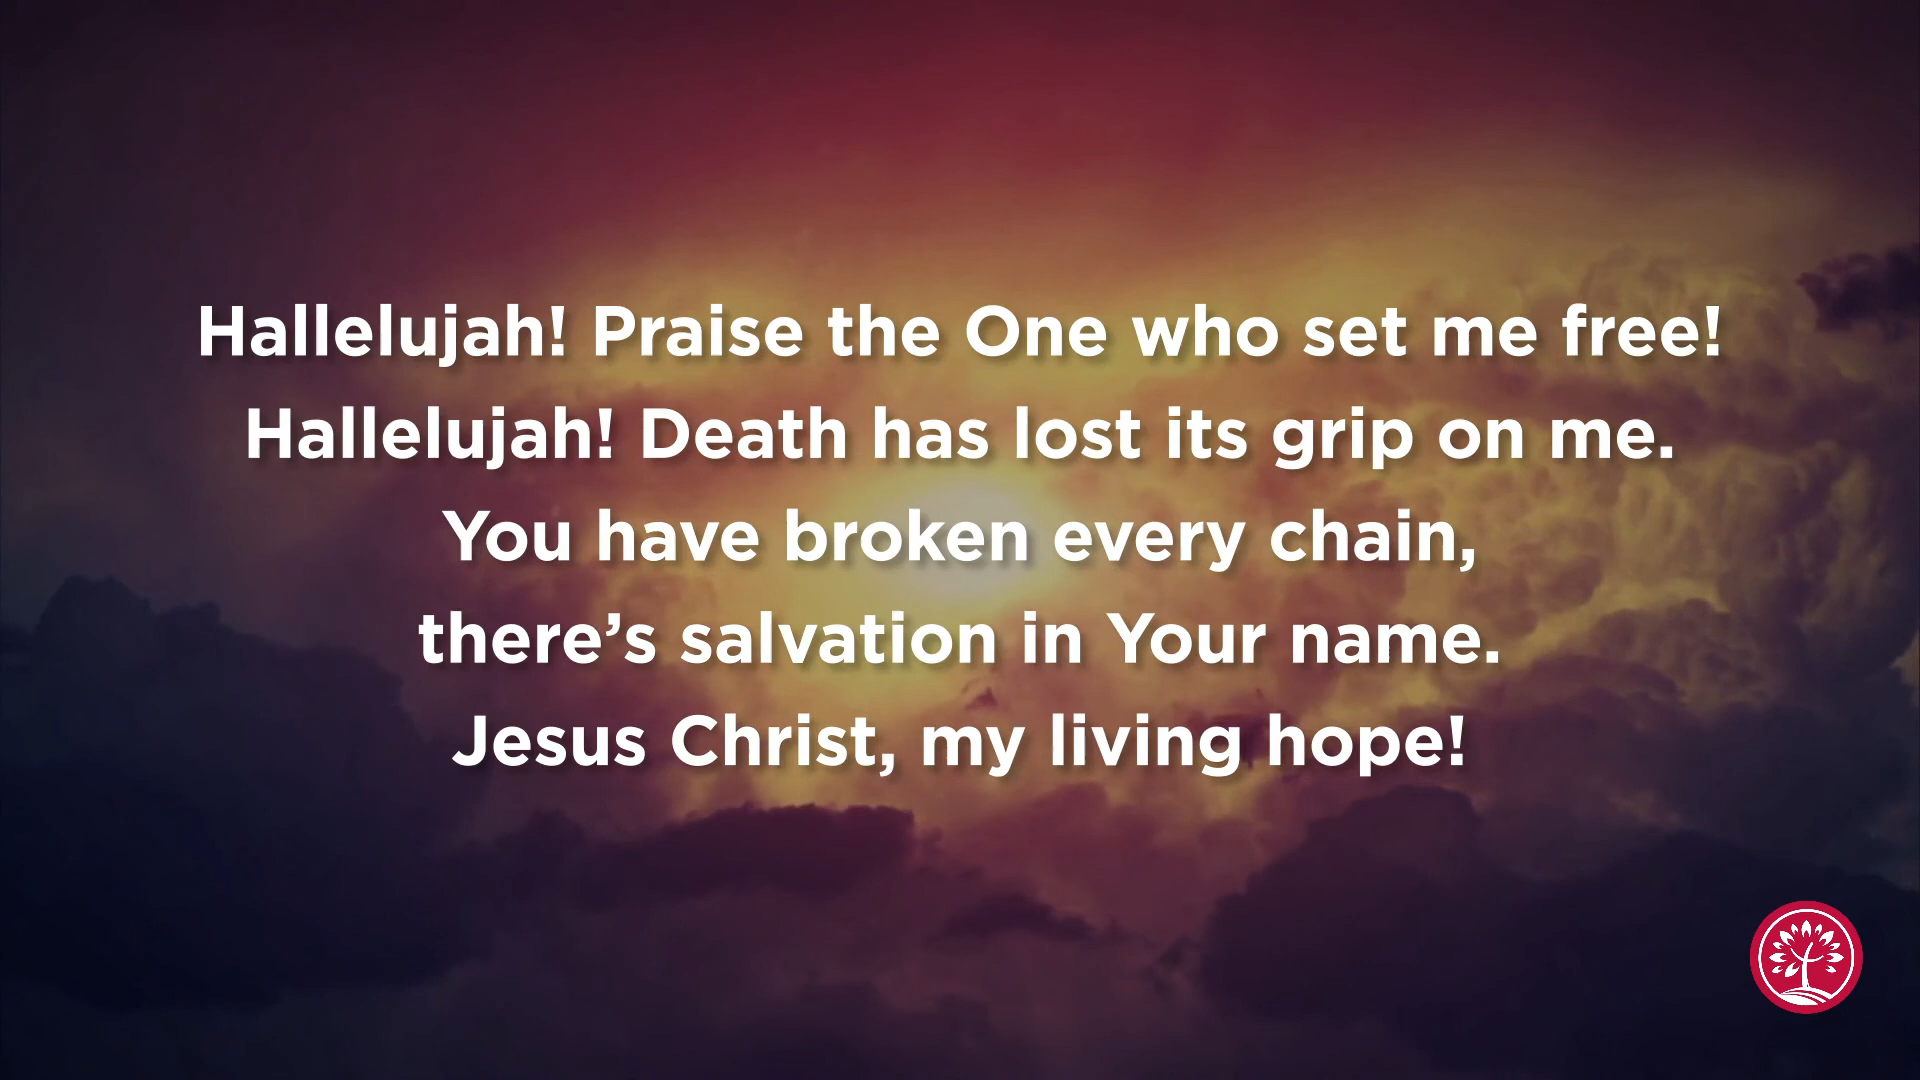 Hallelujah! Praise the One who set me free!
Hallelujah! Death has lost its grip on me.
You have broken every chain,
there’s salvation in Your name.
Jesus Christ, my living hope!